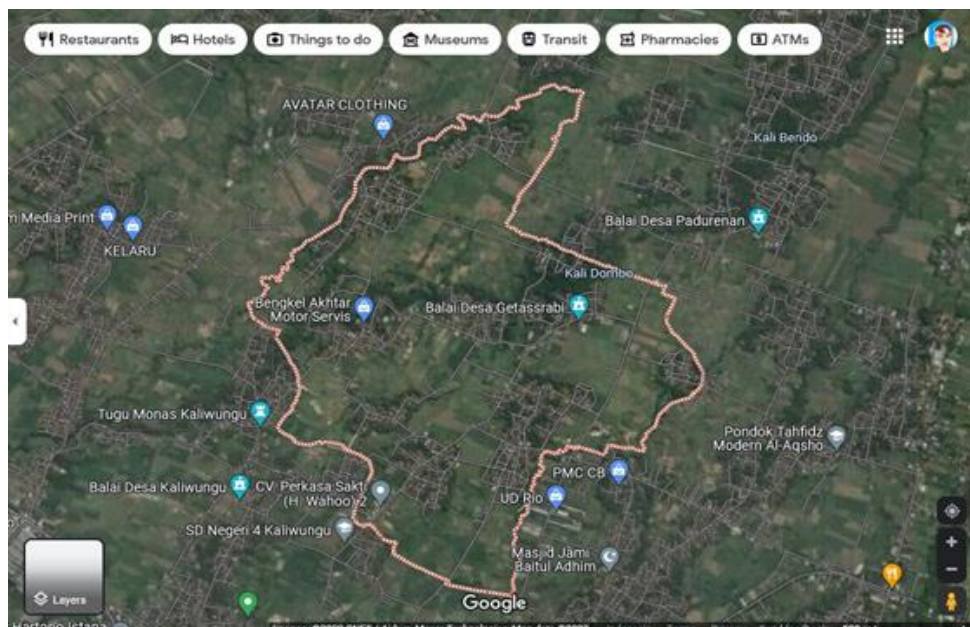 Restaurants
Hotels
Things to do
Museums
Transit
Pharmacies
ATMs
AVATAR CLOTHING
Kali Bendo
Media Print
Balai Desa Padurenan
KELARU
Kali Dombo
Bengkel Akhtar
Motor Servis
Balai Desa Getassrabi
Tugu Monas Kaliwungu
Pondok Tahfidz
Modern Al-Aqsho
PMC CB
Balai Desa Kaliwungu
CV Perkasa Sakti
(H. Wahoo) 2
UD Rio
SD Negeri 4 Kaliwungu
Masjid Jami
Baitul Adhim
Layers
Google